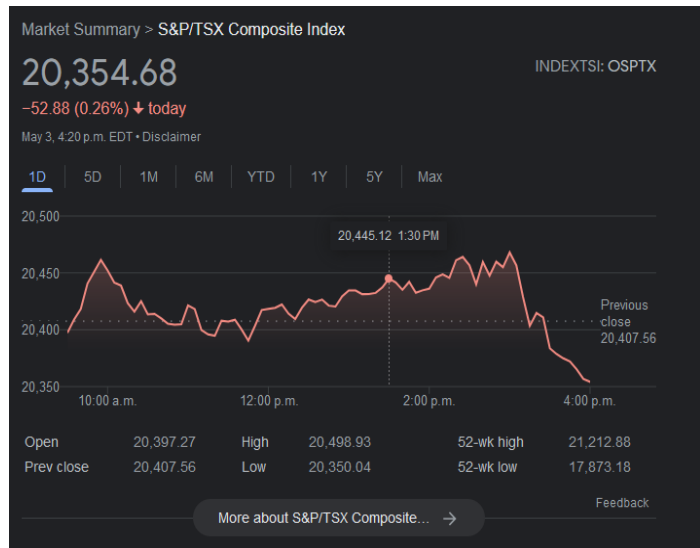 Market Summary > S&P/TSX Composite Index
20,354.68
INDEXTSI: OSPTX
−52.88 (0.26%) ↓ today
May 3, 4:20 p.m. EDT • Disclaimer
1D 5D 1M 6M YTD 1Y 5Y Max
20,500
20,445.12 1:30 PM
20,450
Previous
close
20,407.56
20,400
20,350
10:00 a.m. 12:00 p.m. 2:00 p.m. 4:00 p.m.
Open 20,397.27 High 20,498.93 52-wk high 21,212.88
Prev close 20,407.56 Low 20,350.04 52-wk low 17,873.18
Feedback
More about S&P/TSX Composite... →